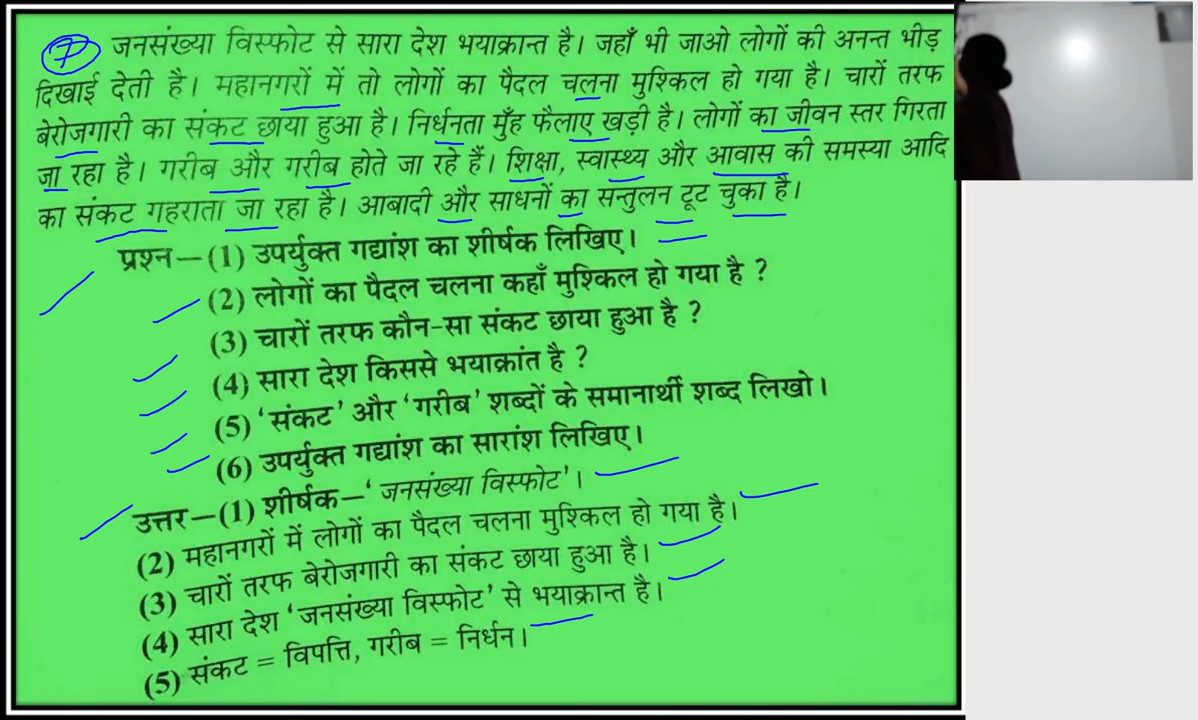 7 जनसंख्या विस्फोट से सारा देश भयाक्रान्त है। जहाँ भी जाओ लोगों की अनन्त भीड़
दिखाई देती है। महानगरों में तो लोगों का पैदल चलना मुश्किल हो गया है। चारों तरफ
बेरोजगारी का संकट छाया हुआ है। निर्धनता मुँह फैलाए खड़ी है। लोगों का जीवन स्तर गिरता
जा रहा है। गरीब और गरीब होते जा रहे हैं। शिक्षा, स्वास्थ्य और आवास की समस्या आदि
का संकट गहराता जा रहा है। आबादी और साधनों का सन्तुलन टूट चुका है।
प्रश्न—(1) उपर्युक्त गद्यांश का शीर्षक लिखिए।
(2) लोगों का पैदल चलना कहाँ मुश्किल हो गया है ?
(3) चारों तरफ कौन-सा संकट छाया हुआ है ?
(4) सारा देश किससे भयाक्रांत है ?
(5) 'संकट' और 'गरीब' शब्दों के समानार्थी शब्द लिखो।
(6) उपर्युक्त गद्यांश का सारांश लिखिए।
उत्तर—(1) शीर्षक—'जनसंख्या विस्फोट'।
(2) महानगरों में लोगों का पैदल चलना मुश्किल हो गया है।
(3) चारों तरफ बेरोजगारी का संकट छाया हुआ है।
(4) सारा देश 'जनसंख्या विस्फोट' से भयाक्रान्त है।
(5) संकट = विपत्ति, गरीब = निर्धन।